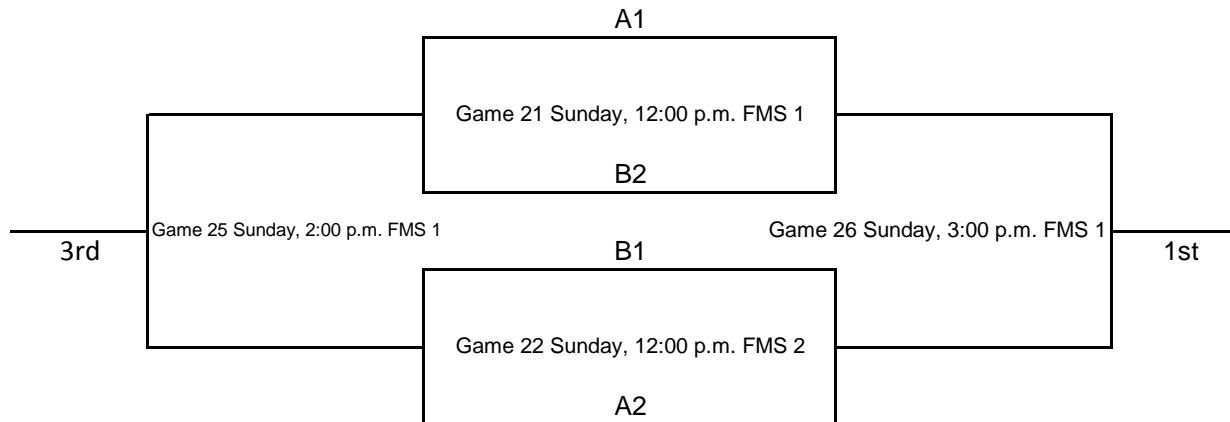 A1
Game 21 Sunday, 12:00 p.m. FMS 1
B2
Game 25 Sunday, 2:00 p.m. FMS 1
Game 26 Sunday, 3:00 p.m. FMS 1
3rd
B1
1st
Game 22 Sunday, 12:00 p.m. FMS 2
A2